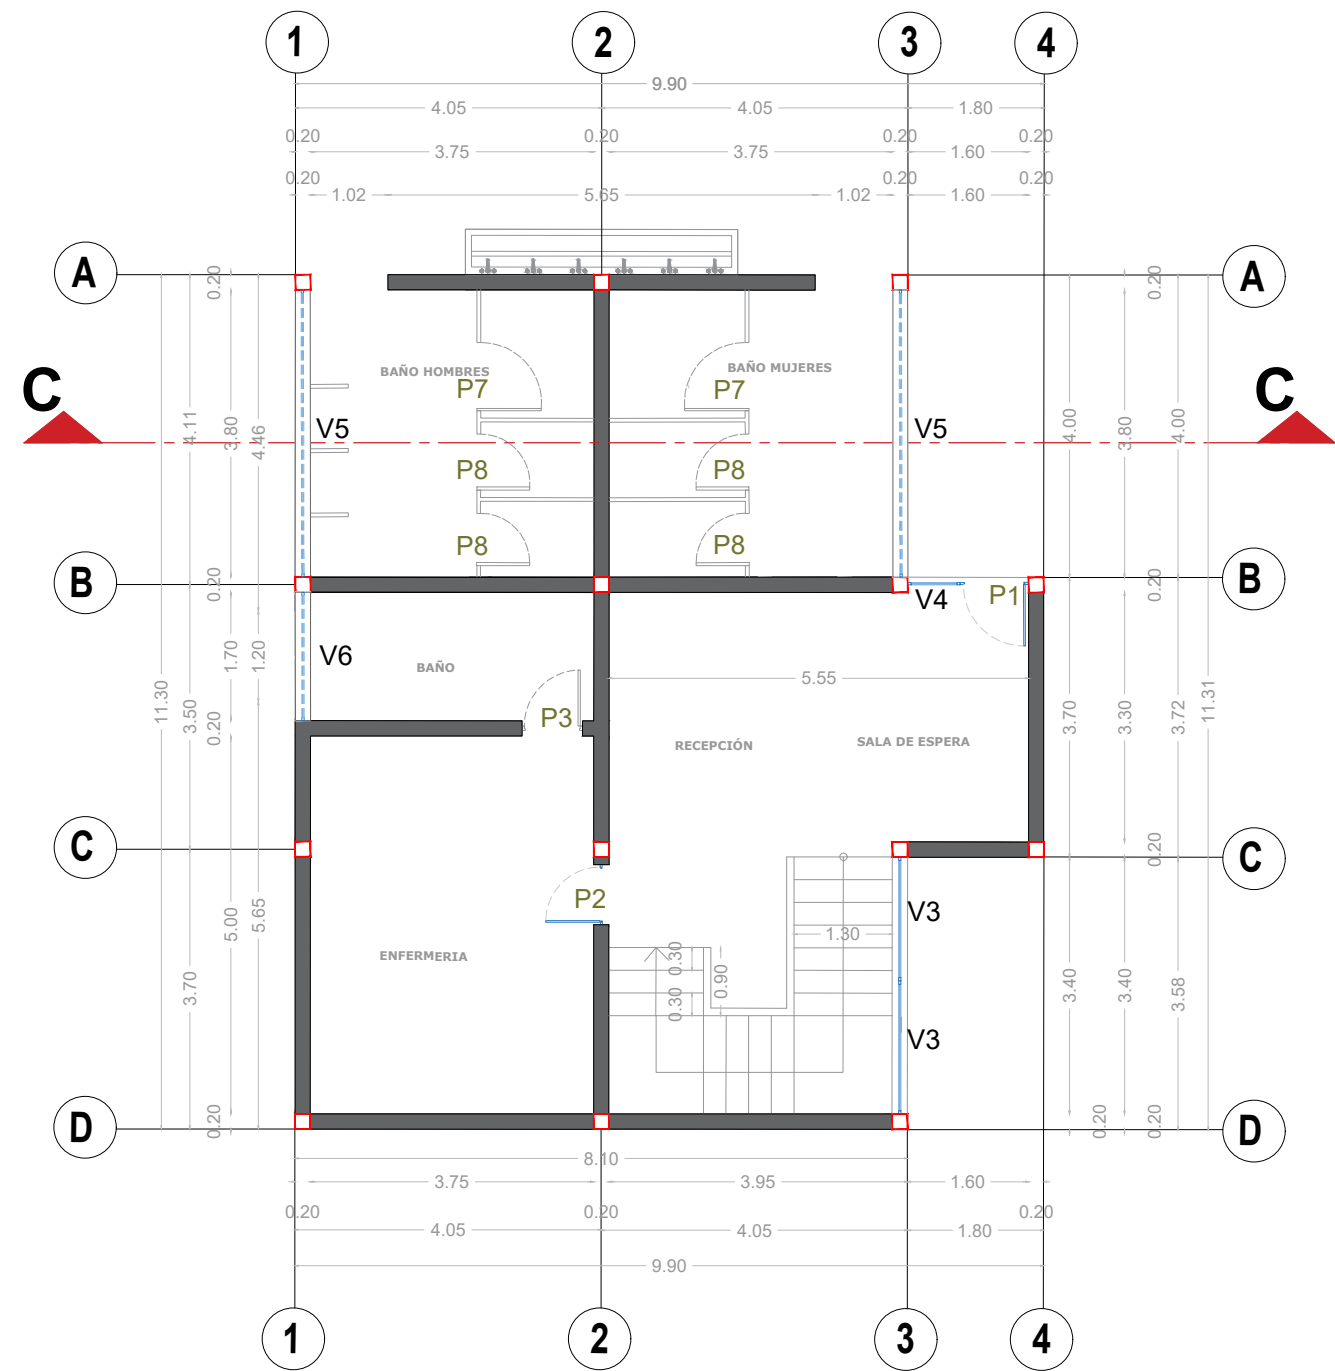 1 2 3 4
9.90
4.05 4.05 1.80
0.20 0.20 0.20 0.20
3.75 3.75 1.60
0.20 0.20 0.20
1.02 5.65 1.02 1.60
A A
0.20 0.20
BAÑO HOMBRES BAÑO MUJERES
P7 P7
C C
V5 V5
4.11 3.80 4.46 4.00 3.80 4.00
P8 P8
P8 P8
B B
0.20 0.20
V4 P1
V6 BAÑO
1.70 1.20
5.55
P3
RECEPCIÓN SALA DE ESPERA
11.30 3.50 0.20 3.70 3.30 3.72 11.31
C C
0.20
P2
V3
1.30
5.00 5.65
ENFERMERIA
0.30 0.90
0.30
3.70 3.40 3.40 3.58
V3
D D
0.20 0.20 0.20
8.10
3.75 3.95 1.60
0.20 0.20 0.20
4.05 4.05 1.80
9.90
1 2 3 4